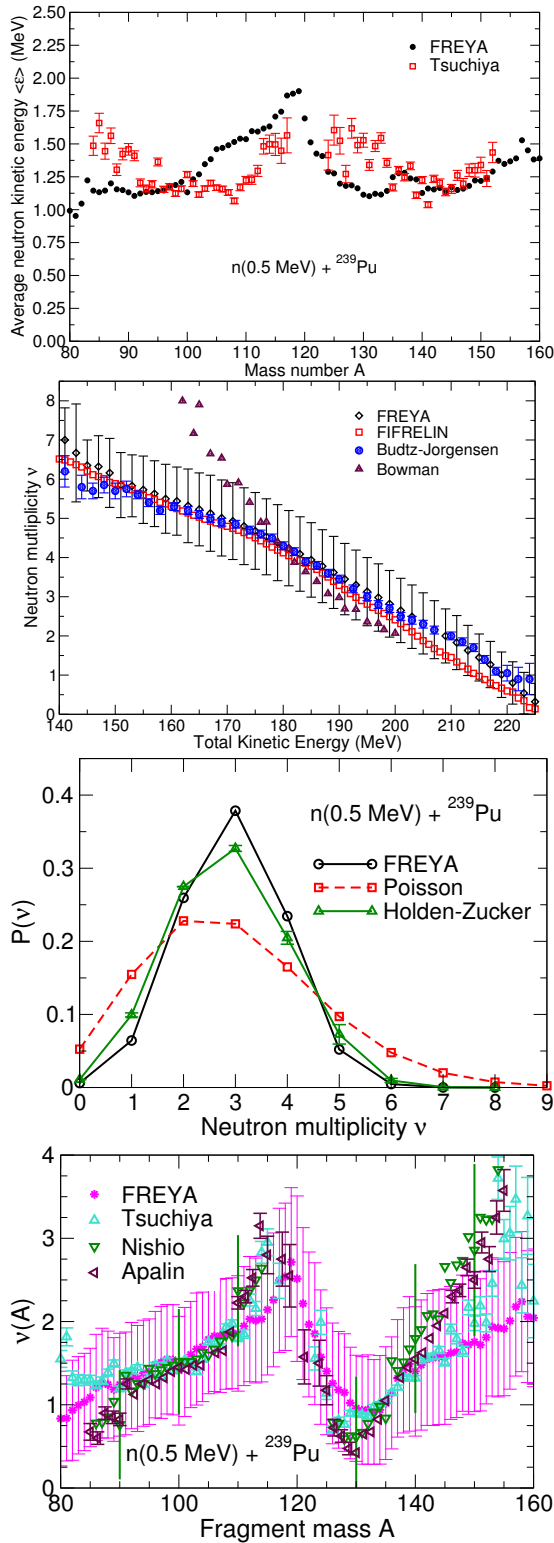 2.50
2.25
2.00
1.75
1.50
1.25
1.00
0.75
0.50
0.25
0.00
Average neutron kinetic energy <ε> (MeV)
FREYA
Tsuchiya
n(0.5 MeV) + ²³⁹Pu
80 90 100 110 120 130 140 150 160
Mass number A
8
7
6
5
4
3
2
1
0
Neutron multiplicity ν
FREYA
FIFRELIN
Budtz-Jorgensen
Bowman
140 150 160 170 180 190 200 210 220
Total Kinetic Energy (MeV)
0.4
0.3
0.2
0.1
0
P(ν)
n(0.5 MeV) + ²³⁹Pu
FREYA
Poisson
Holden-Zucker
0 1 2 3 4 5 6 7 8 9
Neutron multiplicity ν
4
3
2
1
0
ν(A)
FREYA
Tsuchiya
Nishio
Apalin
n(0.5 MeV) + ²³⁹Pu
80 100 120 140 160
Fragment mass A